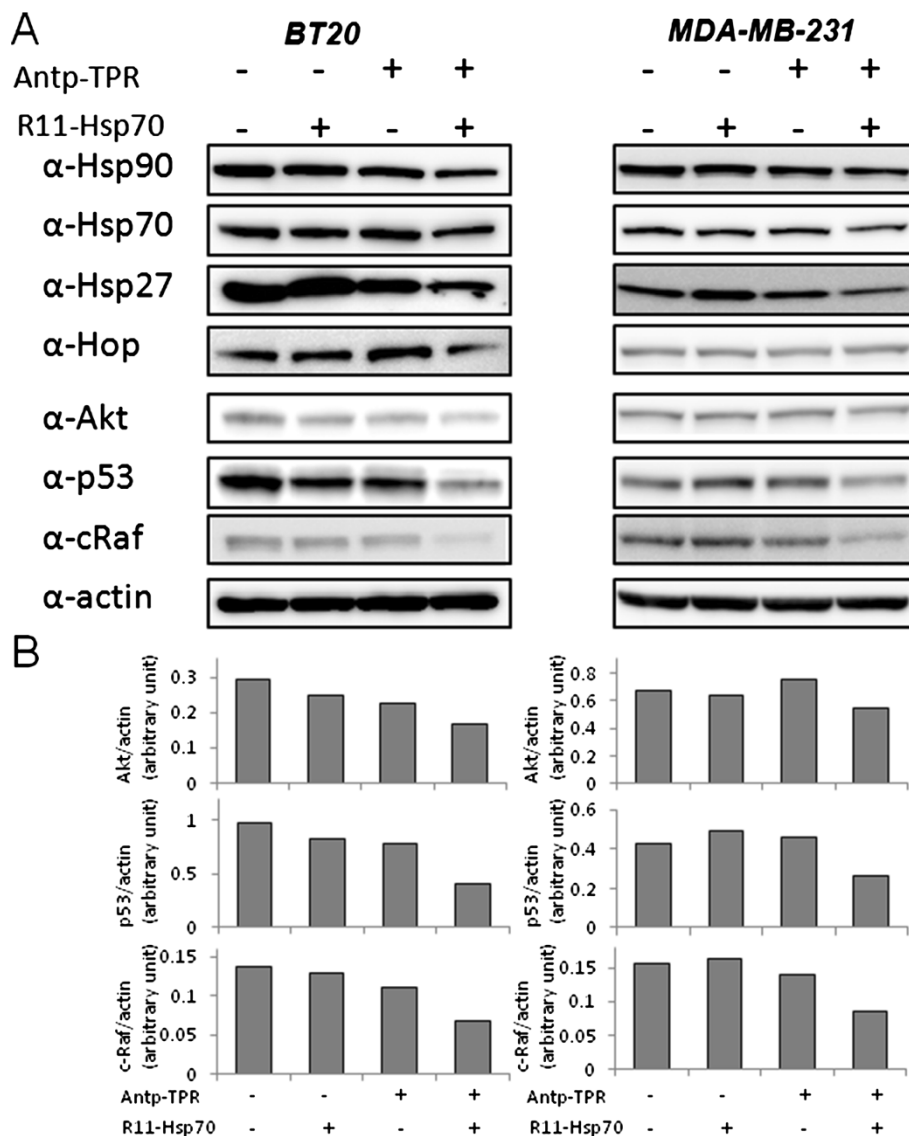 A
BT20 MDA-MB-231
Antp-TPR - - + + - - + +
R11-Hsp70 - + - + - + - +
α-Hsp90
α-Hsp70
α-Hsp27
α-Hop
α-Akt
α-p53
α-cRaf
α-actin
B
Akt/actin
(arbitrary unit)
0.3
0.2
0.1
0
Akt/actin
(arbitrary unit)
0.8
0.6
0.4
0.2
0
p53/actin
(arbitrary unit)
1
0.5
0
p53/actin
(arbitrary unit)
0.6
0.4
0.2
0
c-Raf/actin
(arbitrary unit)
0.15
0.1
0.05
0
c-Raf/actin
(arbitrary unit)
0.15
0.1
0.05
0
Antp-TPR - - + + Antp-TPR - - + +
R11-Hsp70 - + - + R11-Hsp70 - + - +